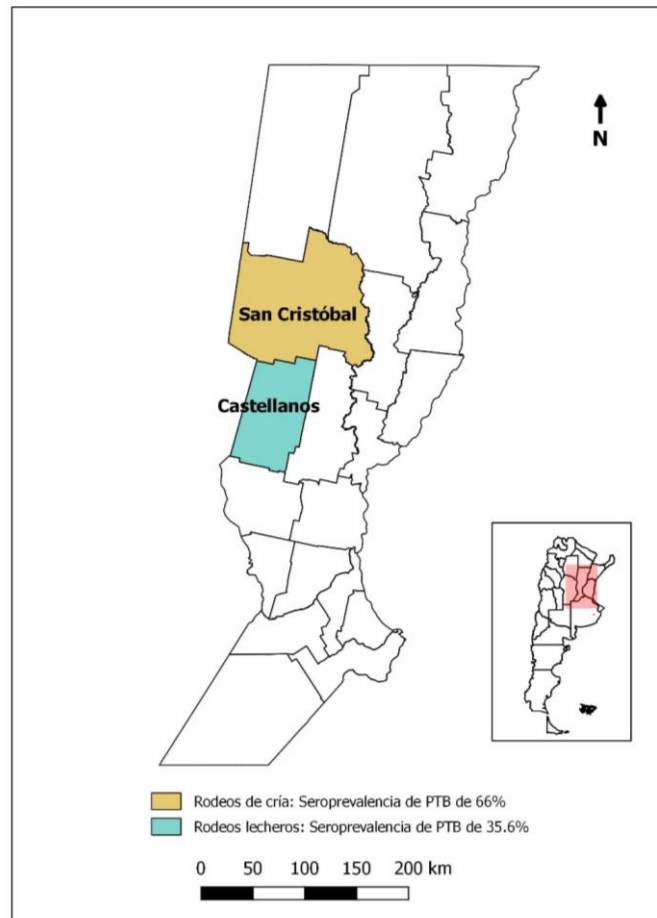 N
San Cristóbal
Castellanos
Rodeos de cría: Seroprevalencia de PTB de 66%
Rodeos lecheros: Seroprevalencia de PTB de 35.6%
0 50 100 150 200 km